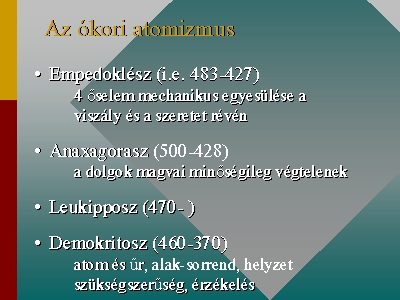 Az ókori atomizmus
• Empedoklész (i.e. 483-427)
4 őselem mechanikus egyesülése a
viszály és a szeretet révén
• Anaxagorasz (500-428)
a dolgok magvai minőségileg végtelenek
• Leukipposz (470- )
• Demokritosz (460-370)
atom és űr, alak-sorrend, helyzet
szükségszerűség, érzékelés